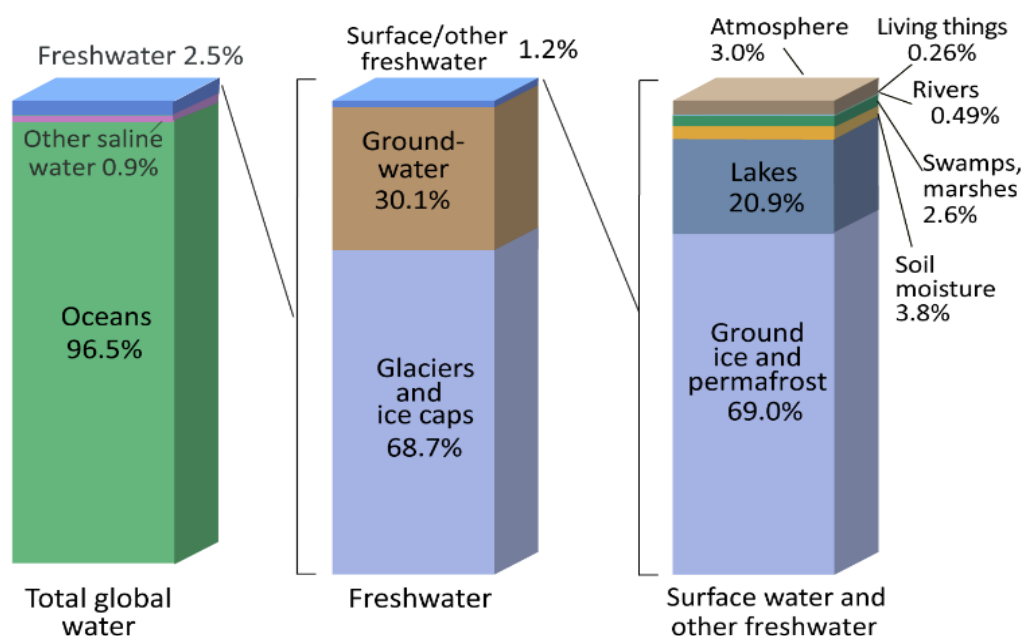 Freshwater 2.5%
Other saline
water 0.9%
Oceans
96.5%
Total global
water
Surface/other
freshwater
1.2%
Ground-
water
30.1%
Glaciers
and
ice caps
68.7%
Freshwater
Atmosphere
3.0%
Living things
0.26%
Rivers
0.49%
Swamps,
marshes
2.6%
Soil
moisture
3.8%
Lakes
20.9%
Ground
ice and
permafrost
69.0%
Surface water and
other freshwater